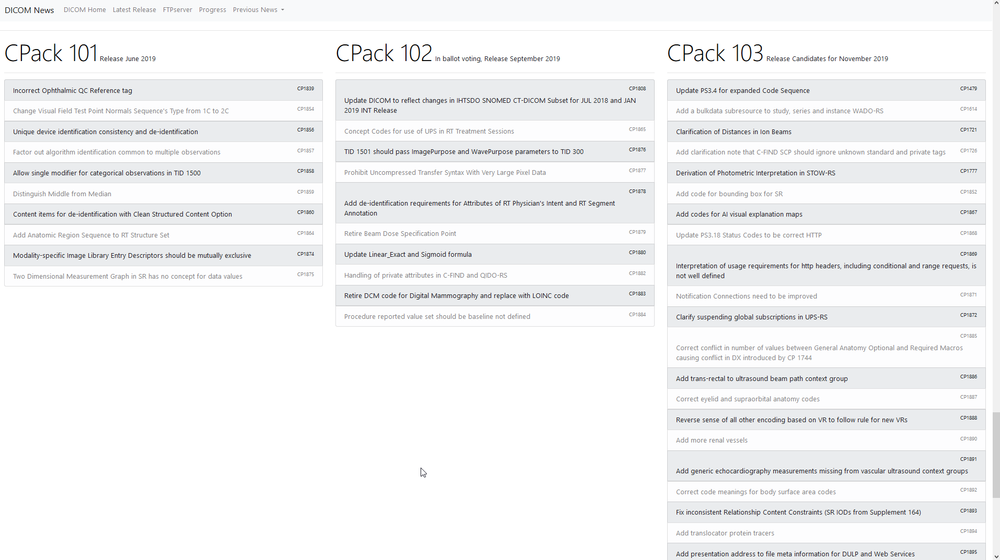 DICOM News DICOM Home Latest Release FTPserver Progress Previous News
CPack 101 Release June 2019
Incorrect Ophthalmic QC Reference tag CP1839
Change Visual Field Test Point Normals Sequence's Type from 1C to 2C CP1854
Unique device identification consistency and de-identification CP1856
Factor out algorithm identification common to multiple observations CP1857
Allow single modifier for categorical observations in TID 1500 CP1858
Distinguish Middle from Median CP1859
Content items for de-identification with Clean Structured Content Option CP1860
Add Anatomic Region Sequence to RT Structure Set CP1864
Modality-specific Image Library Entry Descriptors should be mutually exclusive CP1874
Two Dimensional Measurement Graph in SR has no concept for data values CP1875
CPack 102 In ballot voting, Release September 2019
CP1808
Update DICOM to reflect changes in IHTSDO SNOMED CT-DICOM Subset for JUL 2018 and JAN
2019 INT Release
Concept Codes for use of UPS in RT Treatment Sessions CP1865
TID 1501 should pass ImagePurpose and WavePurpose parameters to TID 300 CP1876
Prohibit Uncompressed Transfer Syntax With Very Large Pixel Data CP1877
CP1878
Add de-identification requirements for Attributes of RT Physician's Intent and RT Segment
Annotation
Retire Beam Dose Specification Point CP1879
Update Linear_Exact and Sigmoid formula CP1880
Handling of private attributes in C-FIND and QIDO-RS CP1882
Retire DCM code for Digital Mammography and replace with LOINC code CP1883
Procedure reported value set should be baseline not defined CP1884
CPack 103 Release Candidates for November 2019
Update PS3.4 for expanded Code Sequence CP1479
Add a bulkdata subresource to study, series and instance WADO-RS CP1614
Clarification of Distances in Ion Beams CP1721
Add clarification note that C-FIND SCP should ignore unknown standard and private tags CP1726
Derivation of Photometric Interpretation in STOW-RS CP1777
Add code for bounding box for SR CP1852
Add codes for AI visual explanation maps CP1867
Update PS3.18 Status Codes to be correct HTTP CP1868
CP1869
Interpretation of usage requirements for http headers, including conditional and range requests, is
not well defined
Notification Connections need to be improved CP1871
Clarify suspending global subscriptions in UPS-RS CP1872
CP1885
Correct conflict in number of values between General Anatomy Optional and Required Macros
causing conflict in DX introduced by CP 1744
Add trans-rectal to ultrasound beam path context group CP1886
Correct eyelid and supraorbital anatomy codes CP1887
Reverse sense of all other encoding based on VR to follow rule for new VRs CP1888
Add more renal vessels CP1890
CP1891
Add generic echocardiography measurements missing from vascular ultrasound context groups
Correct code meanings for body surface area codes CP1892
Fix inconsistent Relationship Content Constraints (SR IODs from Supplement 164) CP1893
Add translocator protein tracers CP1894
Add presentation address to file meta information for DULP and Web Services CP1895